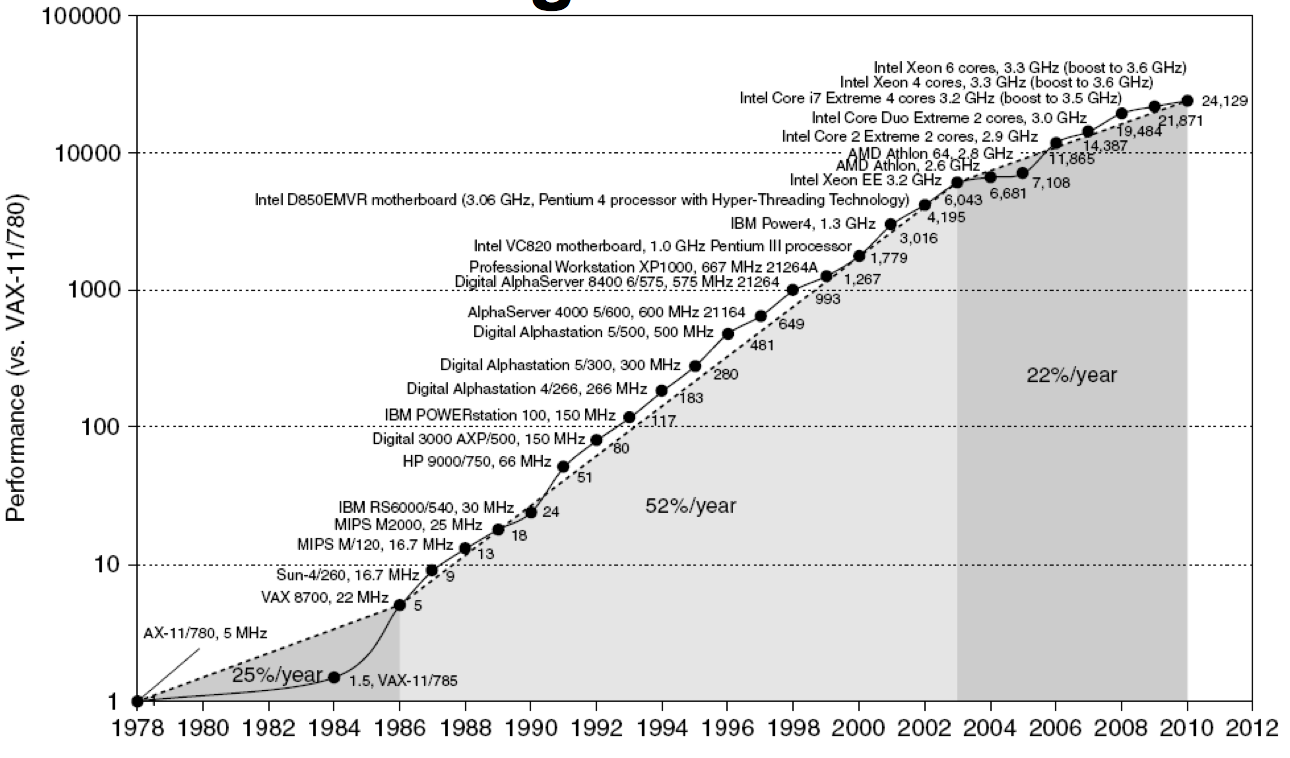 g
100000
10000
1000
100
10
1
Performance (vs. VAX-11/780)
Intel Xeon 6 cores, 3.3 GHz (boost to 3.6 GHz)
Intel Xeon 4 cores, 3.3 GHz (boost to 3.6 GHz)
Intel Core i7 Extreme 4 cores 3.2 GHz (boost to 3.5 GHz)
Intel Core Duo Extreme 2 cores, 3.0 GHz
Intel Core 2 Extreme 2 cores, 2.9 GHz
AMD Athlon 64, 2.8 GHz
AMD Athlon, 2.6 GHz
Intel Xeon EE 3.2 GHz
Intel D850EMVR motherboard (3.06 GHz, Pentium 4 processor with Hyper-Threading Technology)
IBM Power4, 1.3 GHz
Intel VC820 motherboard, 1.0 GHz Pentium III processor
Professional Workstation XP1000, 667 MHz 21264A
Digital AlphaServer 8400 6/575, 575 MHz 21264
AlphaServer 4000 5/600, 600 MHz 21164
Digital Alphastation 5/500, 500 MHz
Digital Alphastation 5/300, 300 MHz
Digital Alphastation 4/266, 266 MHz
IBM POWERstation 100, 150 MHz
Digital 3000 AXP/500, 150 MHz
HP 9000/750, 66 MHz
IBM RS6000/540, 30 MHz
MIPS M2000, 25 MHz
MIPS M/120, 16.7 MHz
Sun-4/260, 16.7 MHz
VAX 8700, 22 MHz
AX-11/780, 5 MHz
24,129
21,871
19,484
14,387
11,865
7,108
6,681
6,043
4,195
3,016
1,779
1,267
993
649
481
280
183
117
80
51
24
18
13
9
5
1.5, VAX-11/785
25%/year
52%/year
22%/year
1978 1980 1982 1984 1986 1988 1990 1992 1994 1996 1998 2000 2002 2004 2006 2008 2010 2012